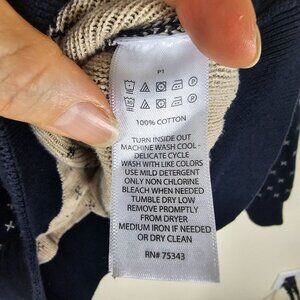 P1
100% COTTON
TURN INSIDE OUT
MACHINE WASH COOL -
DELICATE CYCLE
WASH WITH LIKE COLORS
USE MILD DETERGENT
ONLY NON CHLORINE
BLEACH WHEN NEEDED
TUMBLE DRY LOW
REMOVE PROMPTLY
FROM DRYER
MEDIUM IRON IF NEEDED
OR DRY CLEAN
RN# 75343